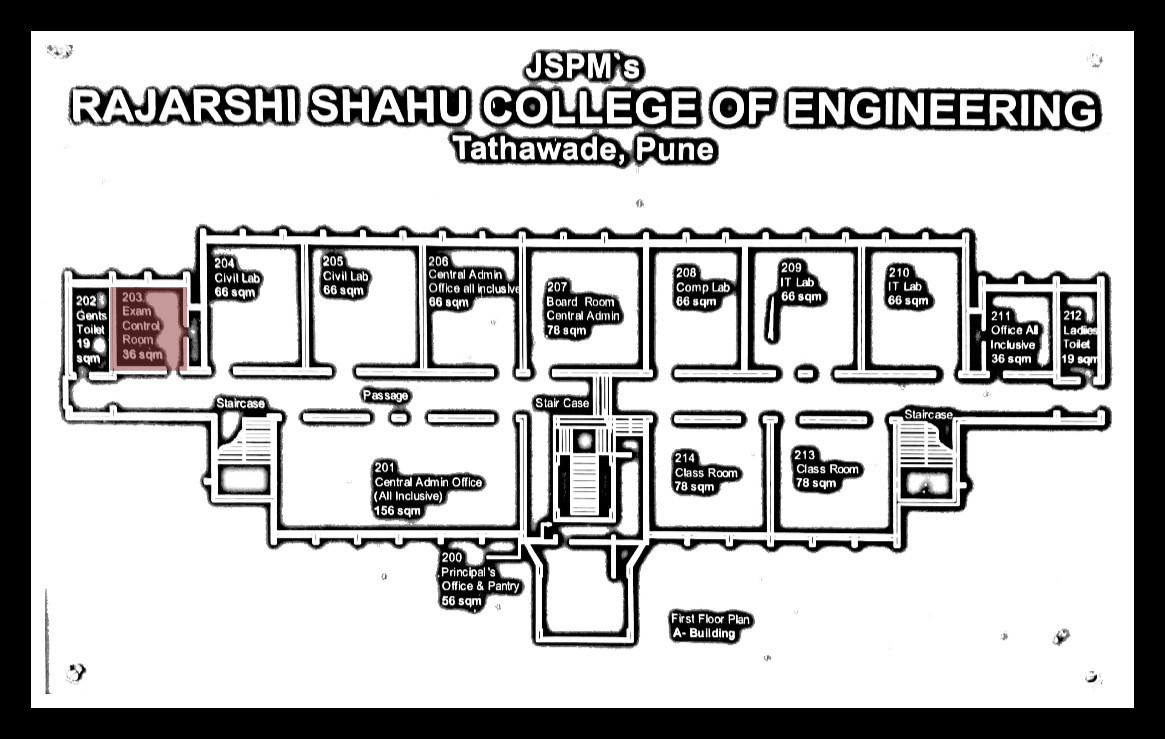 JSPM`s
RAJARSHI SHAHU COLLEGE OF ENGINEERING
Tathawade, Pune
204
Civil Lab
66 sqm
205
Civil Lab
66 sqm
206
Central Admin
Office all inclusive
66 sqm
207
Board Room
Central Admin
78 sqm
208
Comp Lab
66 sqm
209
IT Lab
66 sqm
210
IT Lab
66 sqm
202
Gents
Toilet
19
sqm
203
Exam
Control
Room
36 sqm
211
Office All
Inclusive
36 sqm
212
Ladies
Toilet
19 sqm
Staircase
Passage
Stair Case
Staircase
201
Central Admin Office
(All Inclusive)
156 sqm
214
Class Room
78 sqm
213
Class Room
78 sqm
200
Principal's
Office & Pantry
56 sqm
First Floor Plan
A- Building